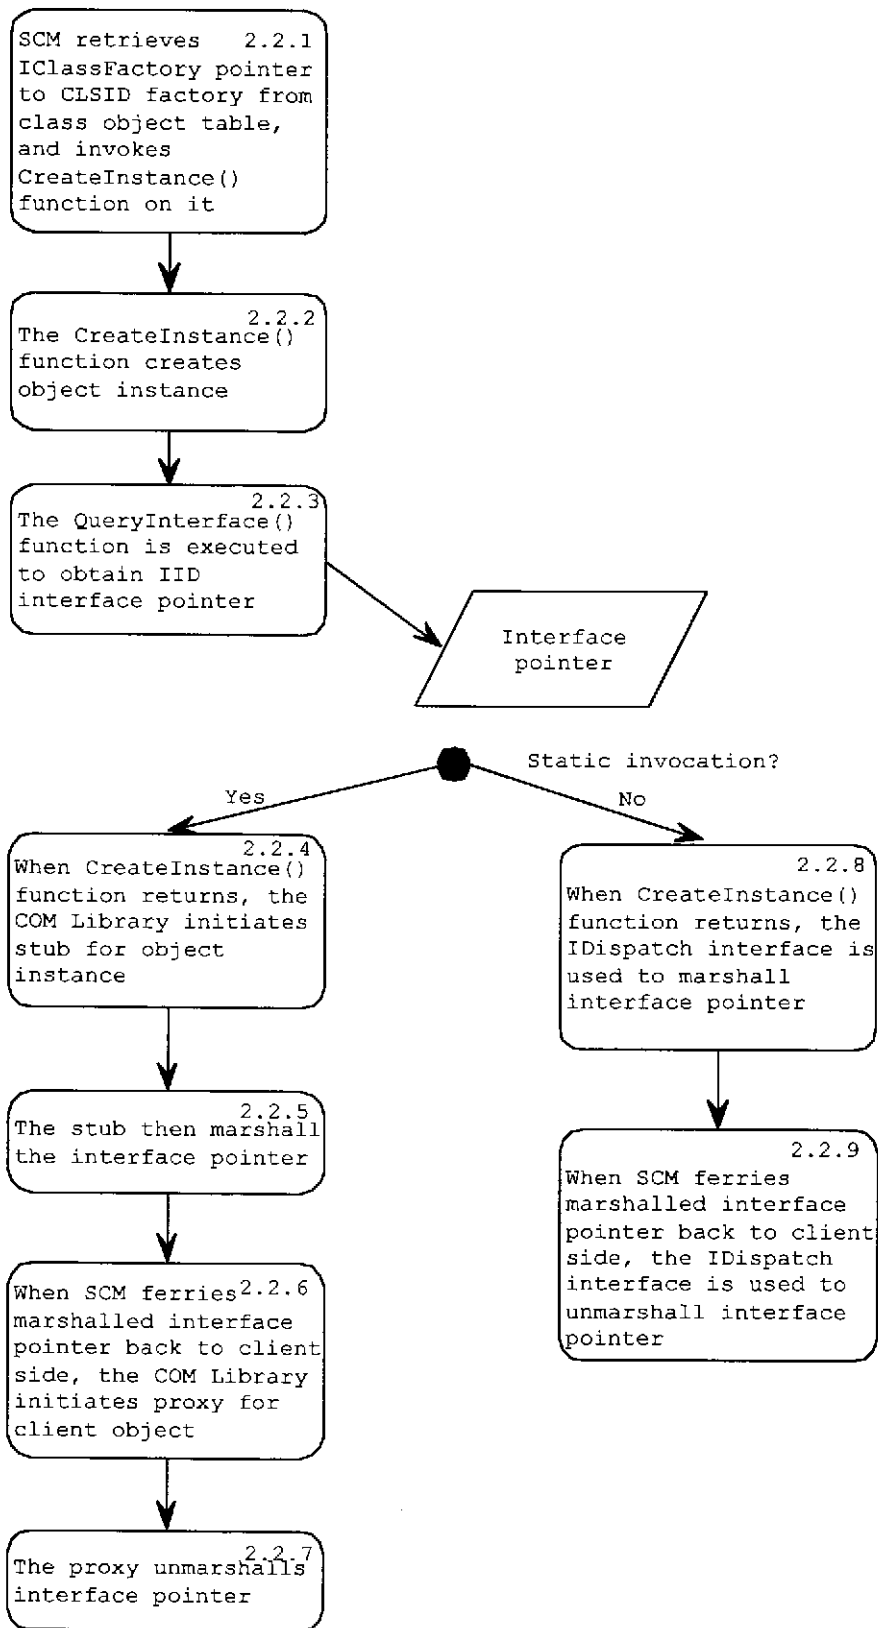 SCM retrieves 2.2.1
IClassFactory pointer
to CLSID factory from
class object table,
and invokes
CreateInstance()
function on it
2.2.2
The CreateInstance()
function creates
object instance
2.2.3
The QueryInterface()
function is executed
to obtain IID
interface pointer
Interface
pointer
Static invocation?
Yes
No
2.2.4
When CreateInstance()
function returns, the
COM Library initiates
stub for object
instance
2.2.5
The stub then marshall
the interface pointer
When SCM ferries 2.2.6
marshalled interface
pointer back to client
side, the COM Library
initiates proxy for
client object
2.2.7
The proxy unmarshalls
interface pointer
2.2.8
When CreateInstance()
function returns, the
IDispatch interface is
used to marshall
interface pointer
2.2.9
When SCM ferries
marshalled interface
pointer back to client
side, the IDispatch
interface is used to
unmarshall interface
pointer